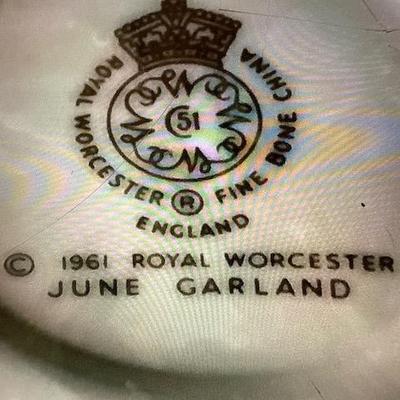 ROYAL WORCESTER ® FINE BONE CHINA
51
ENGLAND
© 1961 ROYAL WORCESTER
JUNE GARLAND